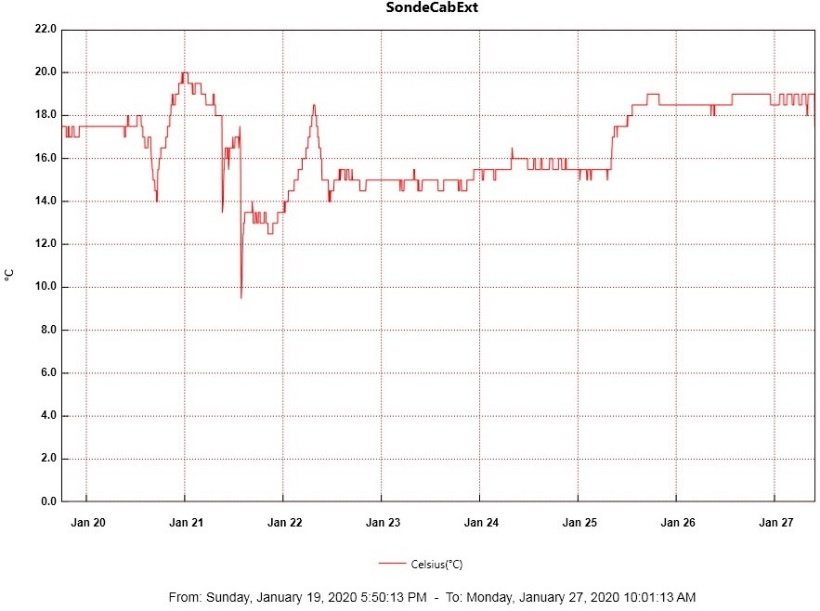 SondeCabExt
22.0
20.0
18.0
16.0
14.0
12.0
°C
10.0
8.0
6.0
4.0
2.0
0.0
Jan 20 Jan 21 Jan 22 Jan 23 Jan 24 Jan 25 Jan 26 Jan 27
Celsius(°C)
From: Sunday, January 19, 2020 5:50:13 PM - To: Monday, January 27, 2020 10:01:13 AM